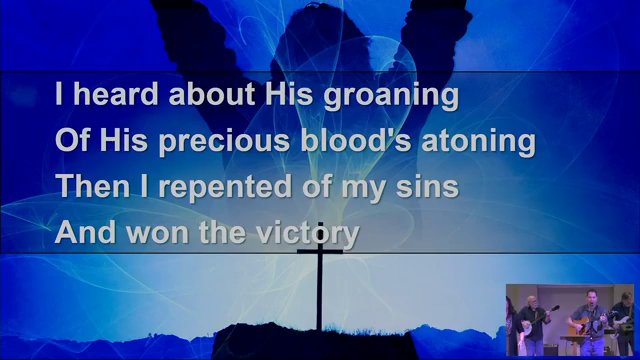 I heard about His groaning
Of His precious blood's atoning
Then I repented of my sins
And won the victory